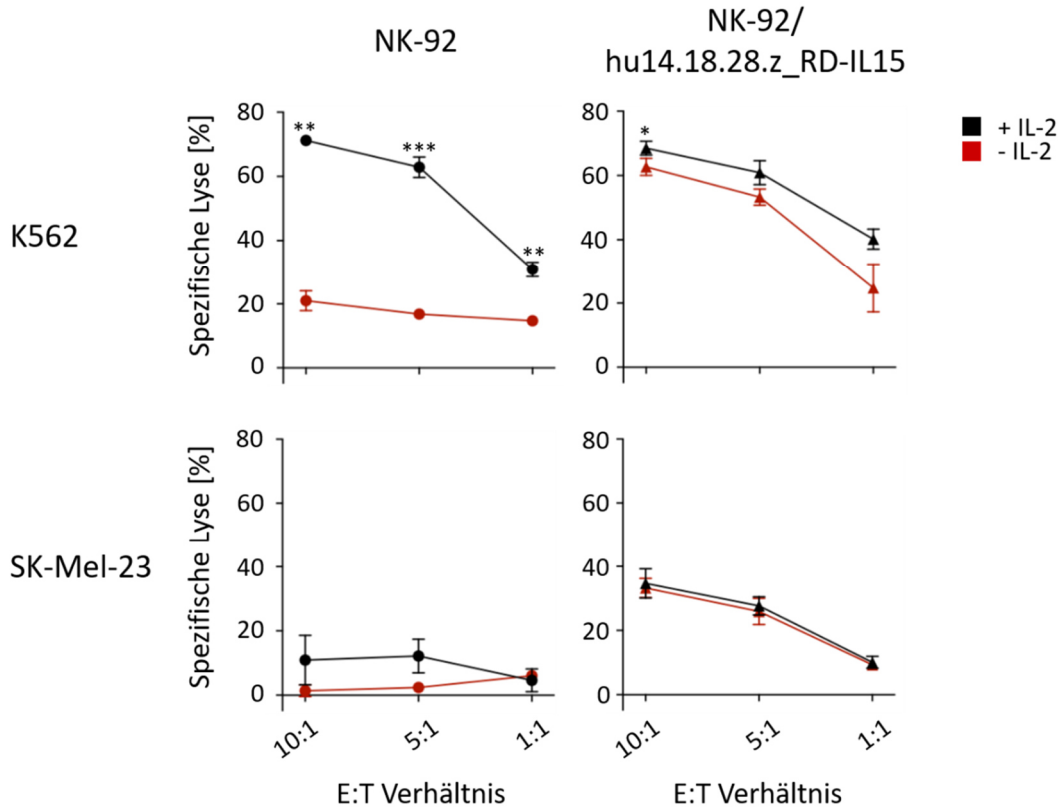 NK-92
NK-92/
hu14.18.28.z_RD-IL15
+ IL-2
- IL-2
K562
Spezifische Lyse [%]
80
60
40
20
0
**
***
**
80
60
40
20
0
*
SK-Mel-23
Spezifische Lyse [%]
80
60
40
20
0
10:1
5:1
1:1
E:T Verhältnis
80
60
40
20
0
10:1
5:1
1:1
E:T Verhältnis